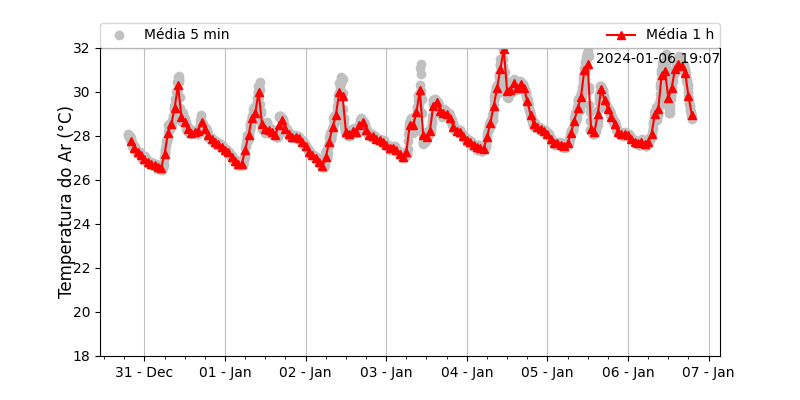 Média 5 min
Média 1 h
2024-01-06 19:07
Temperatura do Ar (°C)
32
30
28
26
24
22
20
18
31 - Dec
01 - Jan
02 - Jan
03 - Jan
04 - Jan
05 - Jan
06 - Jan
07 - Jan